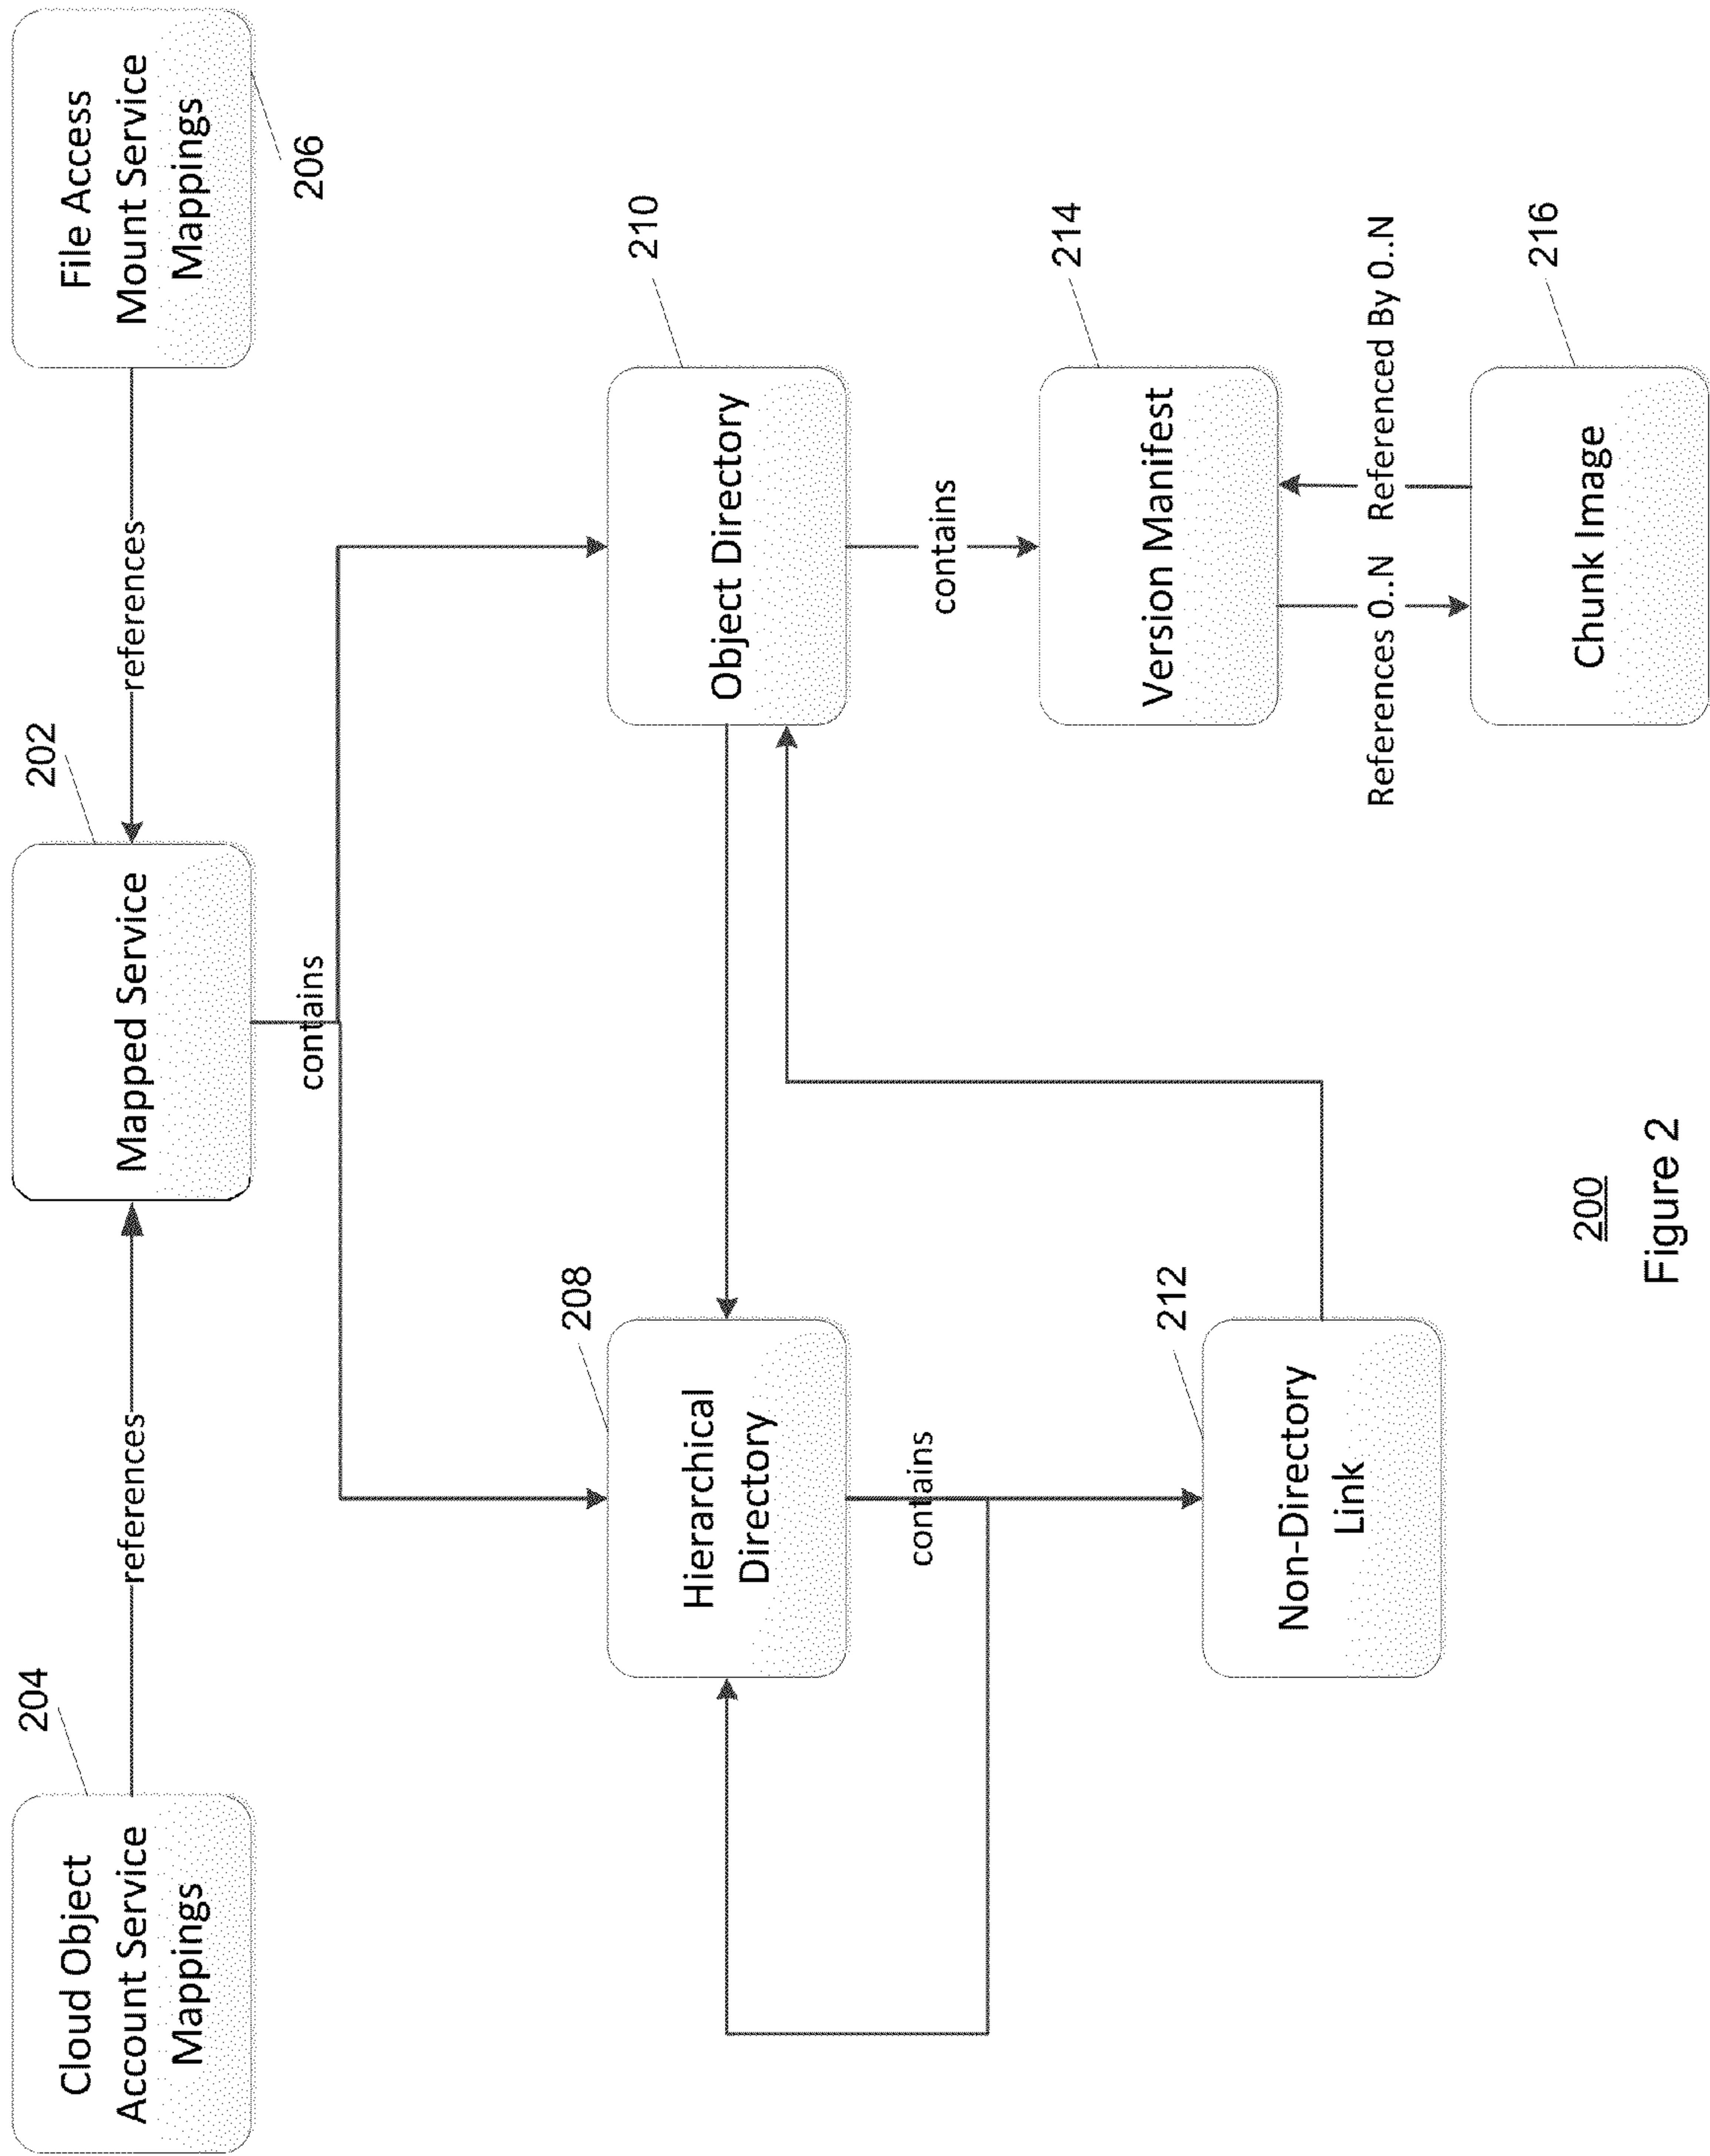 Cloud Object
Account Service
Mappings
204
references
Mapped Service
202
references
File Access
Mount Service
Mappings
206
contains
Hierarchical
Directory
208
Object Directory
210
contains
contains
Non-Directory
Link
212
Version Manifest
214
References 0..N
Referenced By 0..N
Chunk Image
216
200
Figure 2